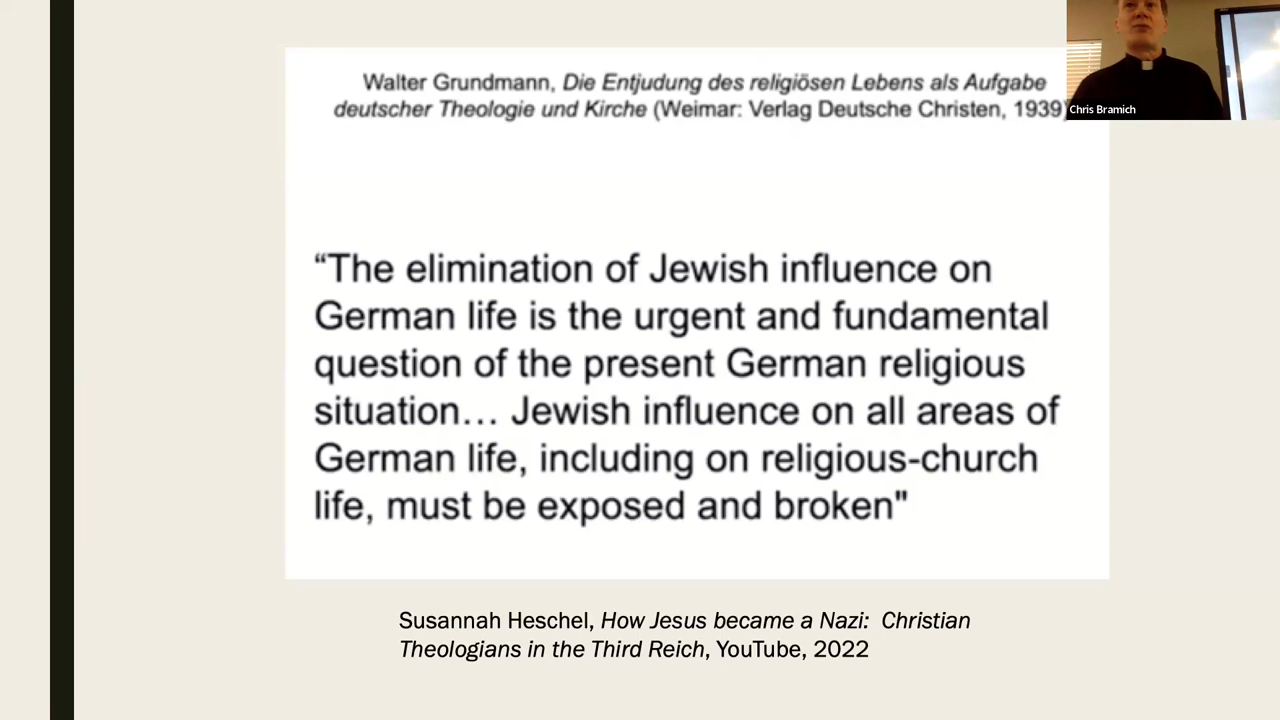 Walter Grundmann, Die Entjudung des religiösen Lebens als Aufgabe
deutscher Theologie und Kirche (Weimar: Verlag Deutsche Christen, 1939)
Chris Bramich
“The elimination of Jewish influence on
German life is the urgent and fundamental
question of the present German religious
situation… Jewish influence on all areas of
German life, including on religious-church
life, must be exposed and broken"
Susannah Heschel, How Jesus became a Nazi:  Christian
Theologians in the Third Reich, YouTube, 2022